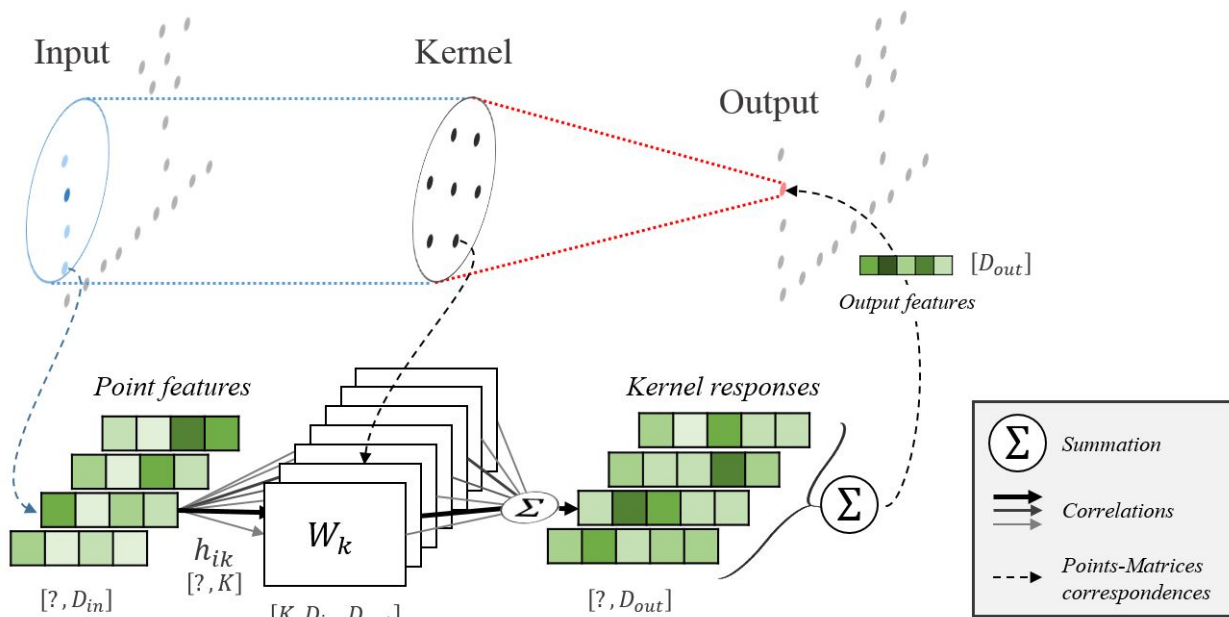 Input
Kernel
Output
[D_out]
Output features
Point features
Kernel responses
Σ
Summation
W_k
Σ
Σ
Correlations
h_ik
[?, K]
Points-Matrices
correspondences
[?, D_in]
[?, D_out]